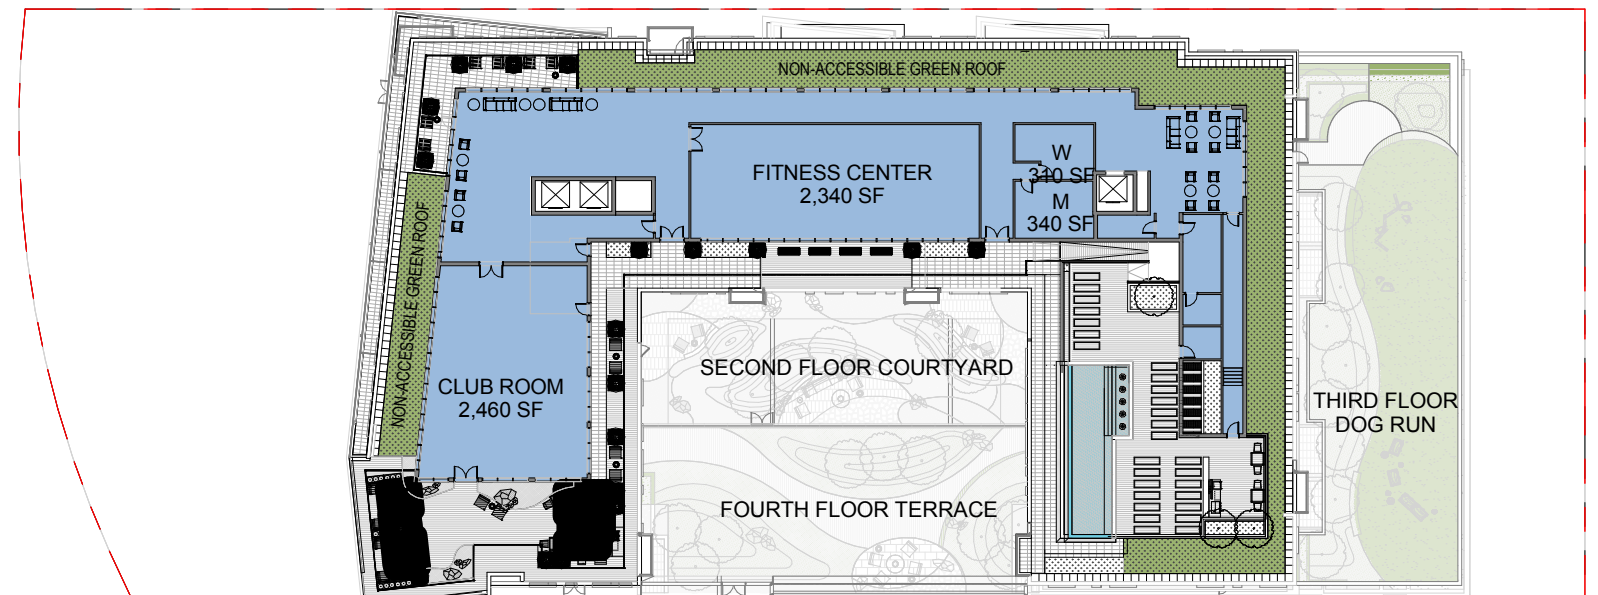 NON-ACCESSIBLE GREEN ROOF
FITNESS CENTER
2,340 SF
W
310 SF
M
340 SF
NON-ACCESSIBLE GREEN ROOF
CLUB ROOM
2,460 SF
SECOND FLOOR COURTYARD
THIRD FLOOR
DOG RUN
FOURTH FLOOR TERRACE